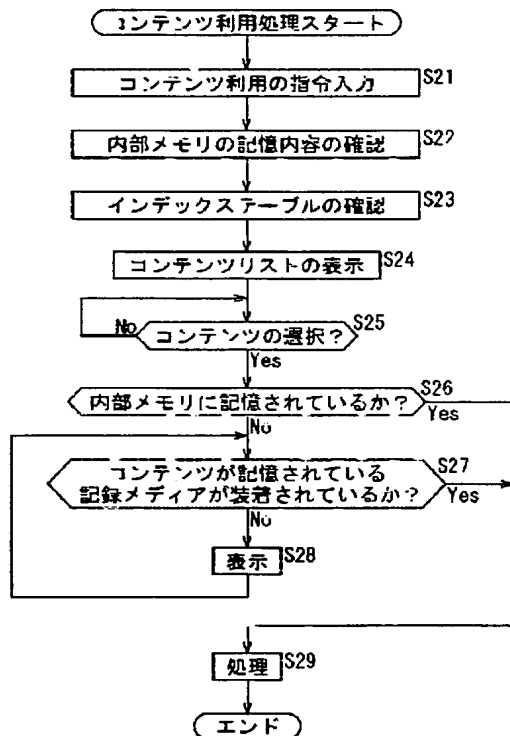 コンテンツ利用処理スタート
コンテンツ利用の指令入力 S21
内部メモリの記憶内容の確認 S22
インデックステーブルの確認 S23
コンテンツリストの表示 S24
コンテンツの選択? S25
No
Yes
内部メモリに記憶されているか? S26
Yes
No
コンテンツが記憶されている
記録メディアが装着されているか? S27
Yes
No
表示 S28
処理 S29
エンド